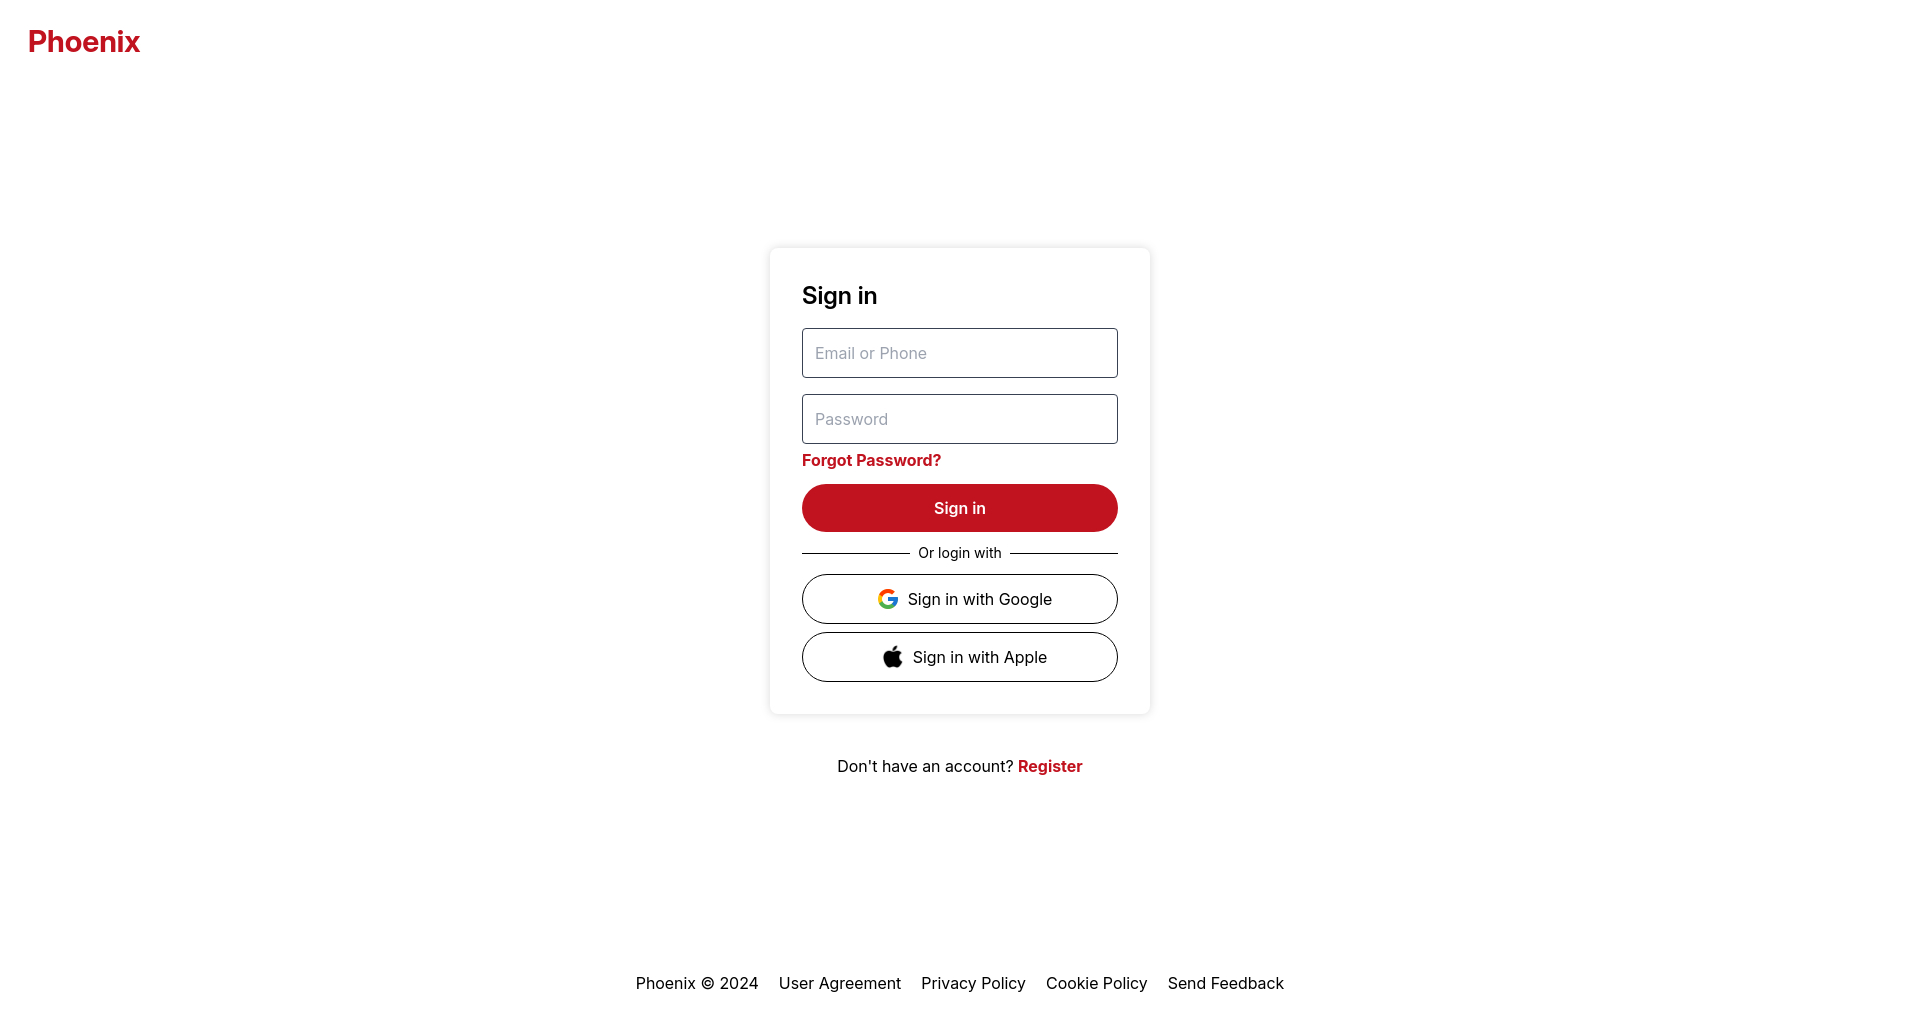 Phoenix
Sign in
Email or Phone
Password
Forgot Password?
Sign in
Or login with
Sign in with Google
Sign in with Apple
Don't have an account? Register
Phoenix © 2024 User Agreement Privacy Policy Cookie Policy Send Feedback